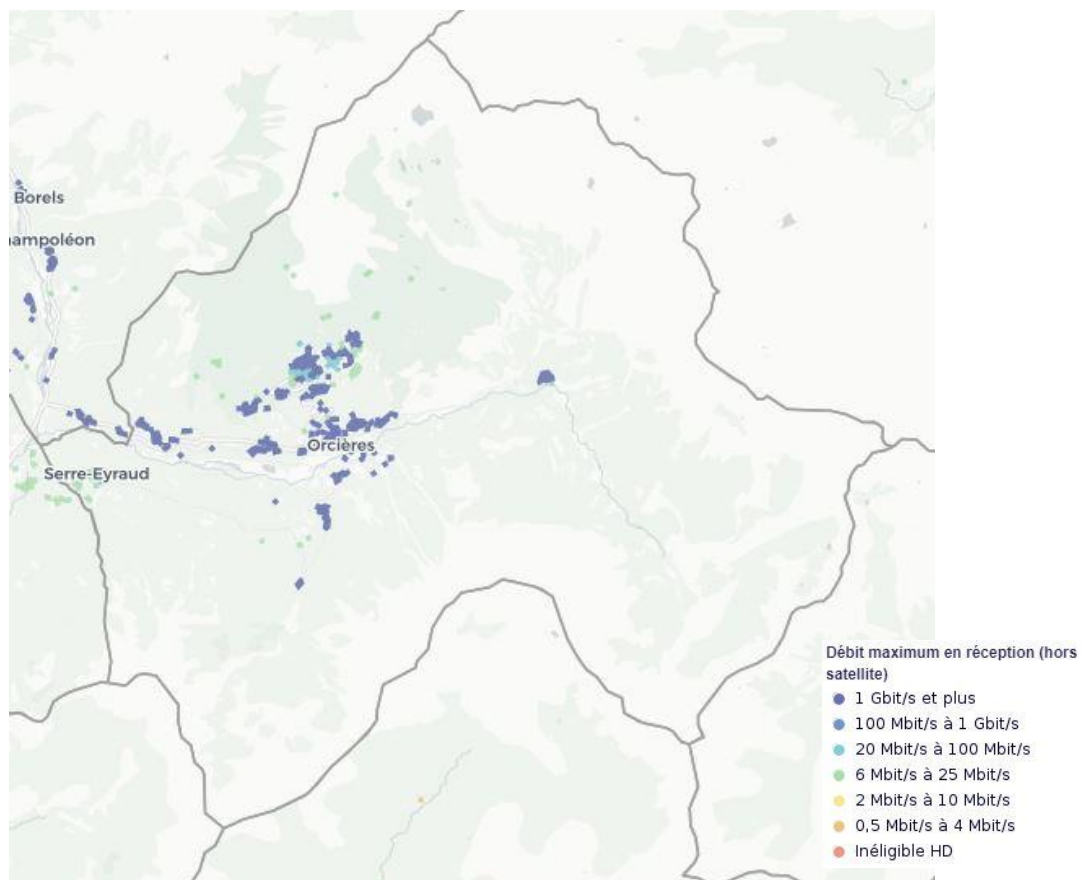 Borels
ampoléon
Orcières
Serre-Eyraud
Débit maximum en réception (hors
satellite)
1 Gbit/s et plus
100 Mbit/s à 1 Gbit/s
20 Mbit/s à 100 Mbit/s
6 Mbit/s à 25 Mbit/s
2 Mbit/s à 10 Mbit/s
0,5 Mbit/s à 4 Mbit/s
Inéligible HD